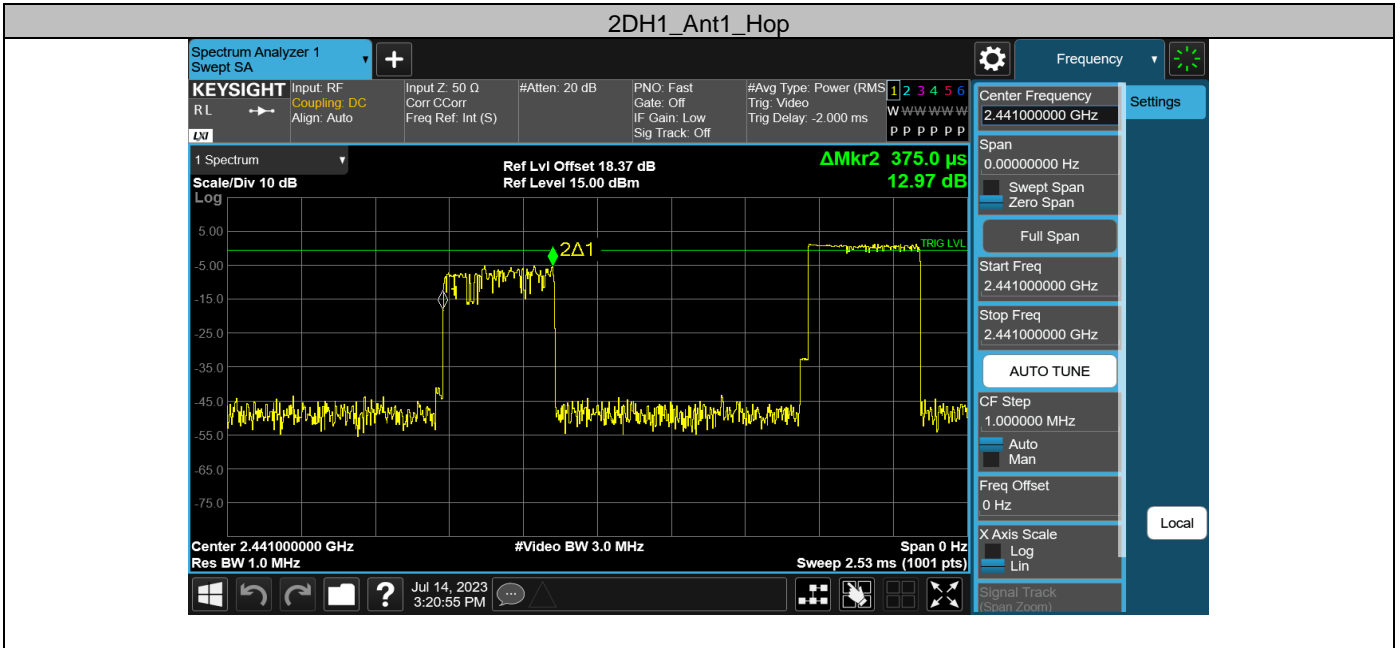 2DH1_Ant1_Hop
Spectrum Analyzer 1
Swept SA
+
Frequency
KEYSIGHT
R L
LXI
Input: RF
Coupling: DC
Align: Auto
Input Z: 50 Ω
Corr CCorr
Freq Ref: Int (S)
#Atten: 20 dB
PNO: Fast
Gate: Off
IF Gain: Low
Sig Track: Off
#Avg Type: Power (RMS
Trig: Video
Trig Delay: -2.000 ms
1 2 3 4 5 6
W W W W W W
P P P P P P
1 Spectrum
Scale/Div 10 dB
Log
Ref Lvl Offset 18.37 dB
Ref Level 15.00 dBm
ΔMkr2 375.0 µs
12.97 dB
5.00
-5.00
-15.0
-25.0
-35.0
-45.0
-55.0
-65.0
-75.0
2Δ1
TRIG LVL
Center 2.441000000 GHz
Res BW 1.0 MHz
#Video BW 3.0 MHz
Span 0 Hz
Sweep 2.53 ms (1001 pts)
Center Frequency
2.441000000 GHz
Settings
Span
0.00000000 Hz
Swept Span
Zero Span
Full Span
Start Freq
2.441000000 GHz
Stop Freq
2.441000000 GHz
AUTO TUNE
CF Step
1.000000 MHz
Auto
Man
Freq Offset
0 Hz
X Axis Scale
Log
Lin
Signal Track
(Span Zoom)
Local
?
Jul 14, 2023
3:20:55 PM